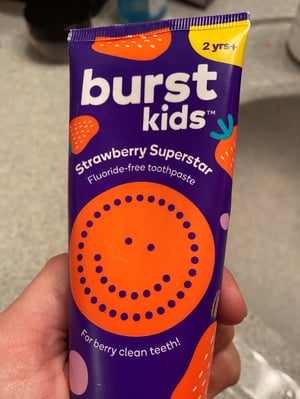 2 yrs+
burst
kids™
Strawberry Superstar
Fluoride-free toothpaste
For berry clean teeth!